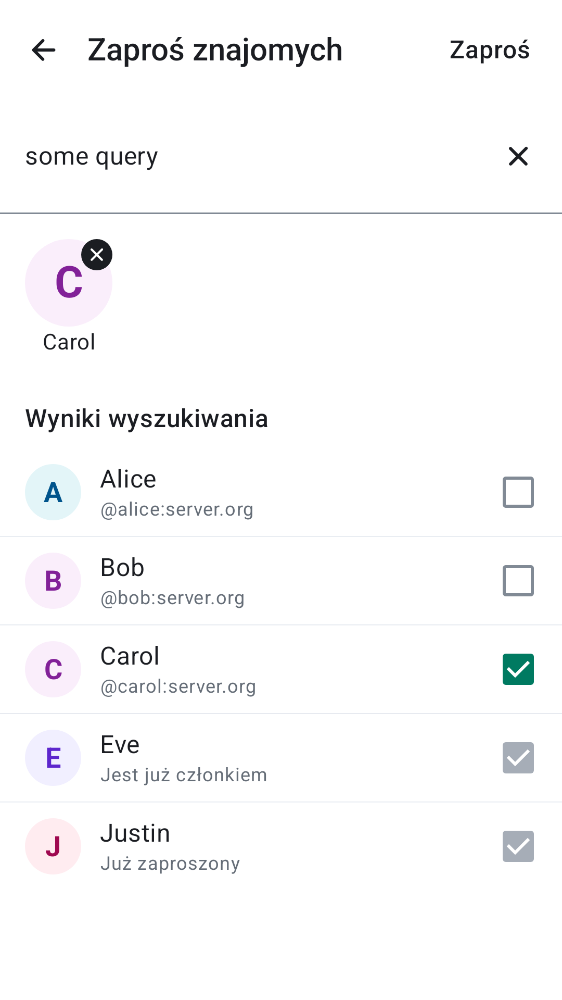 Zaproś znajomych
Zaproś
some query
C
Carol
Wyniki wyszukiwania
A
Alice
@alice:server.org
B
Bob
@bob:server.org
C
Carol
@carol:server.org
E
Eve
Jest już członkiem
J
Justin
Już zaproszony